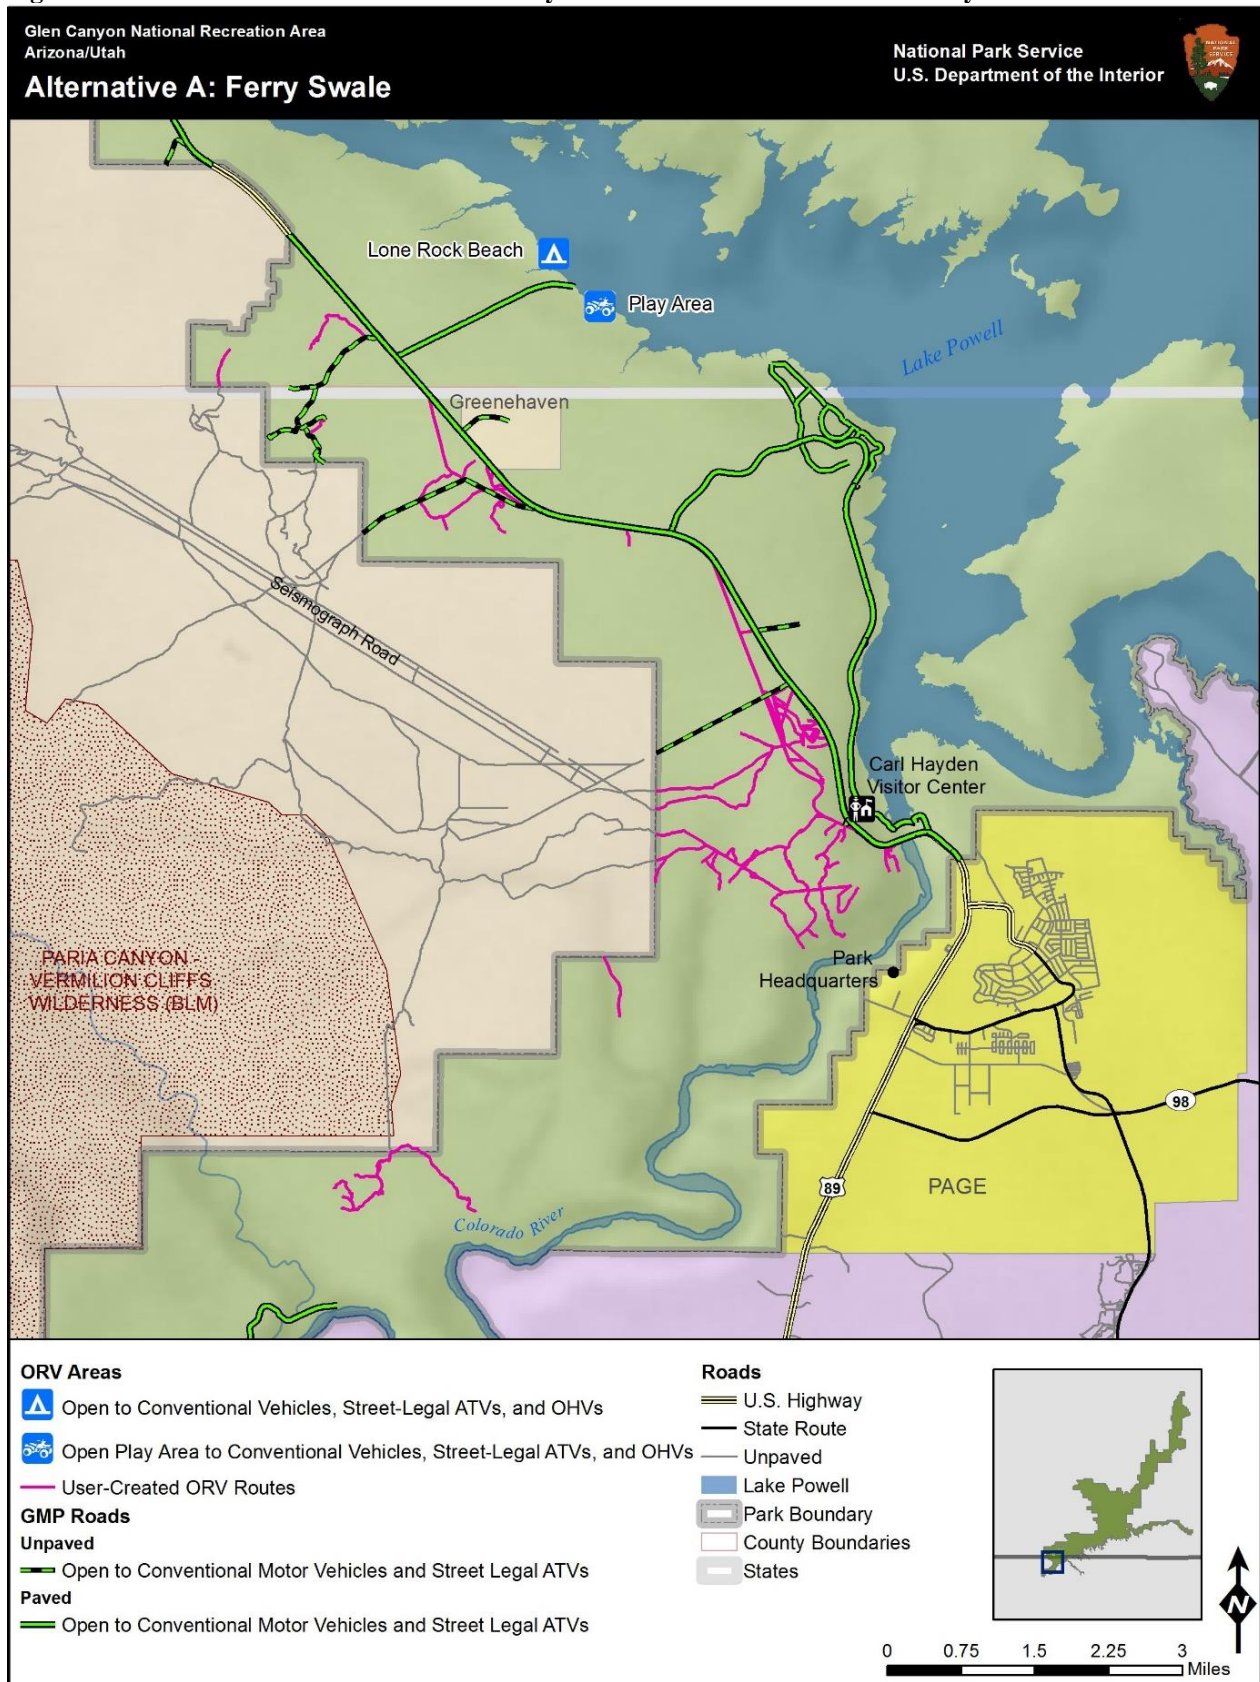 Glen Canyon National Recreation Area
Arizona/Utah
Alternative A: Ferry Swale
National Park Service
U.S. Department of the Interior
NATIONAL
PARK
SERVICE
Lone Rock Beach
Play Area
Lake Powell
Greenehaven
Seismograph Road
Carl Hayden
Visitor Center
PARIA CANYON -
VERMILION CLIFFS
WILDERNESS (BLM)
Park
Headquarters
98
89
PAGE
Colorado River
ORV Areas
Open to Conventional Vehicles, Street-Legal ATVs, and OHVs
Open Play Area to Conventional Vehicles, Street-Legal ATVs, and OHVs
User-Created ORV Routes
GMP Roads
Unpaved
Open to Conventional Motor Vehicles and Street Legal ATVs
Paved
Open to Conventional Motor Vehicles and Street Legal ATVs
Roads
U.S. Highway
State Route
Unpaved
Lake Powell
Park Boundary
County Boundaries
States
N
0 0.75 1.5 2.25 3
Miles